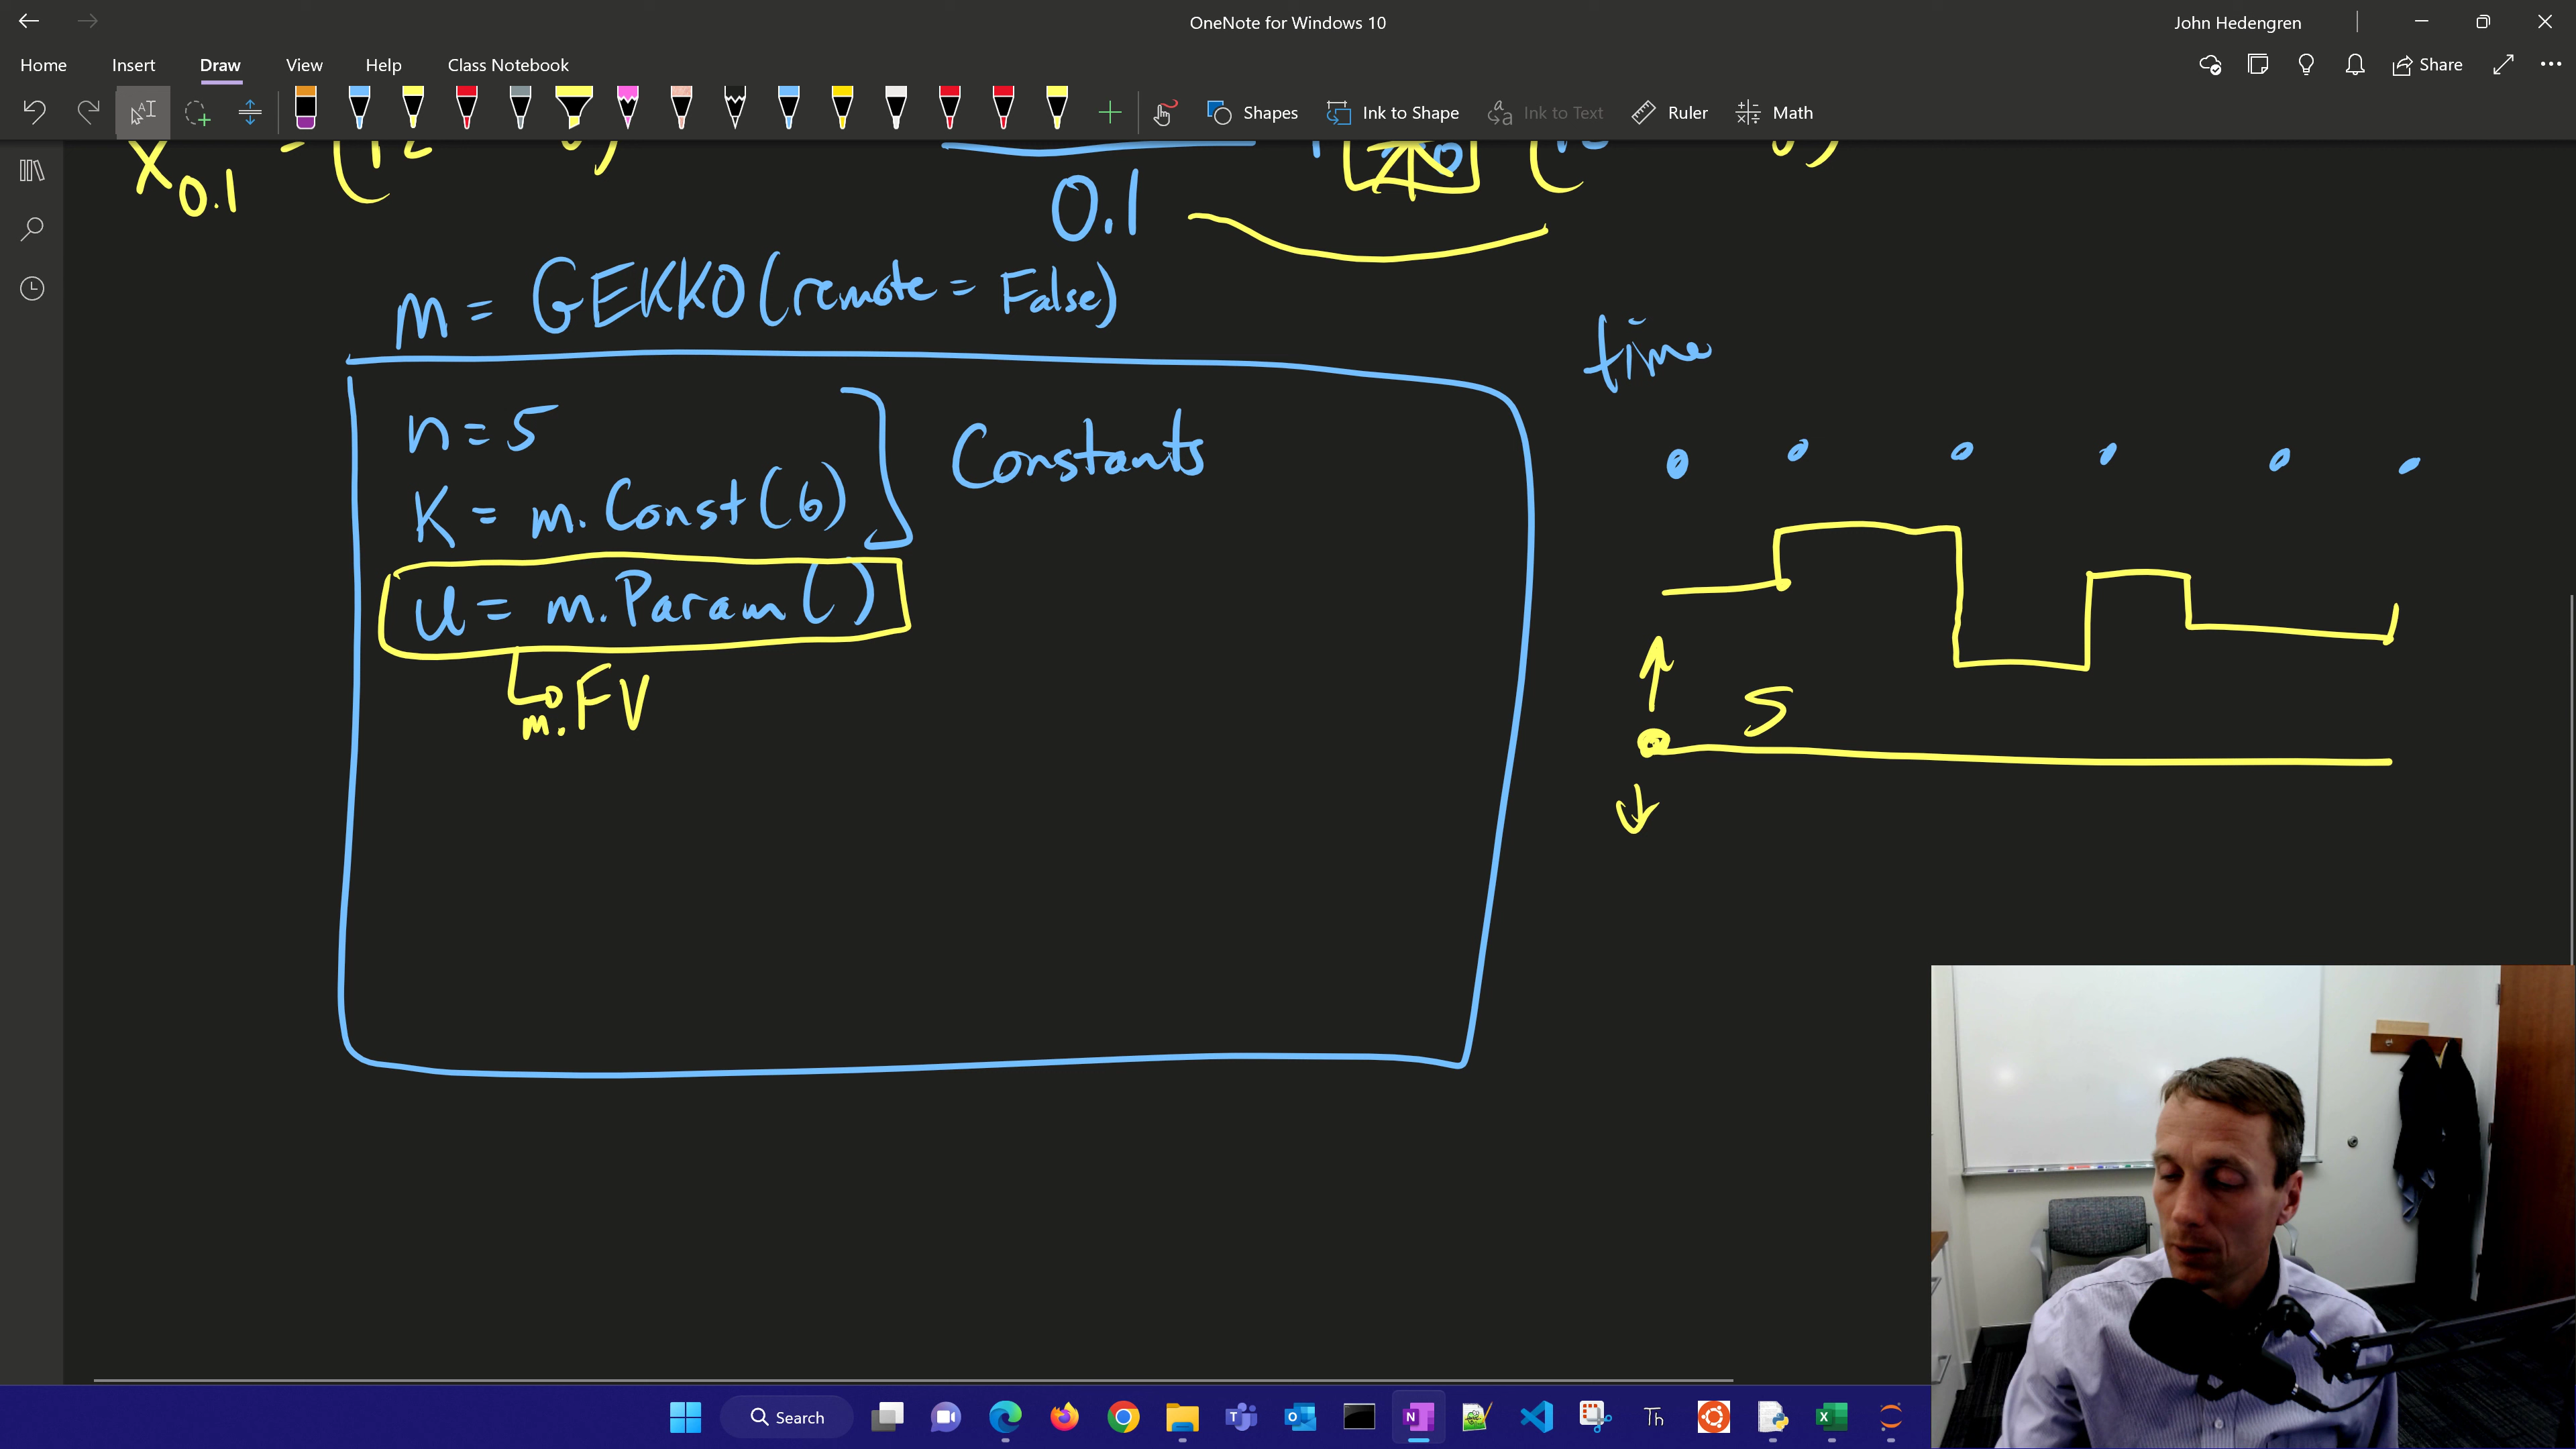 OneNote for Windows 10
John Hedengren
Home Insert Draw View Help Class Notebook
Share
Shapes Ink to Shape Ink to Text Ruler Math
X0.1 = (
0.1
m = GEKKO(remote = False)
time
n = 5
Constants
K = m.Const(6)
u = m.Param()
m.FV
5
Search
Th